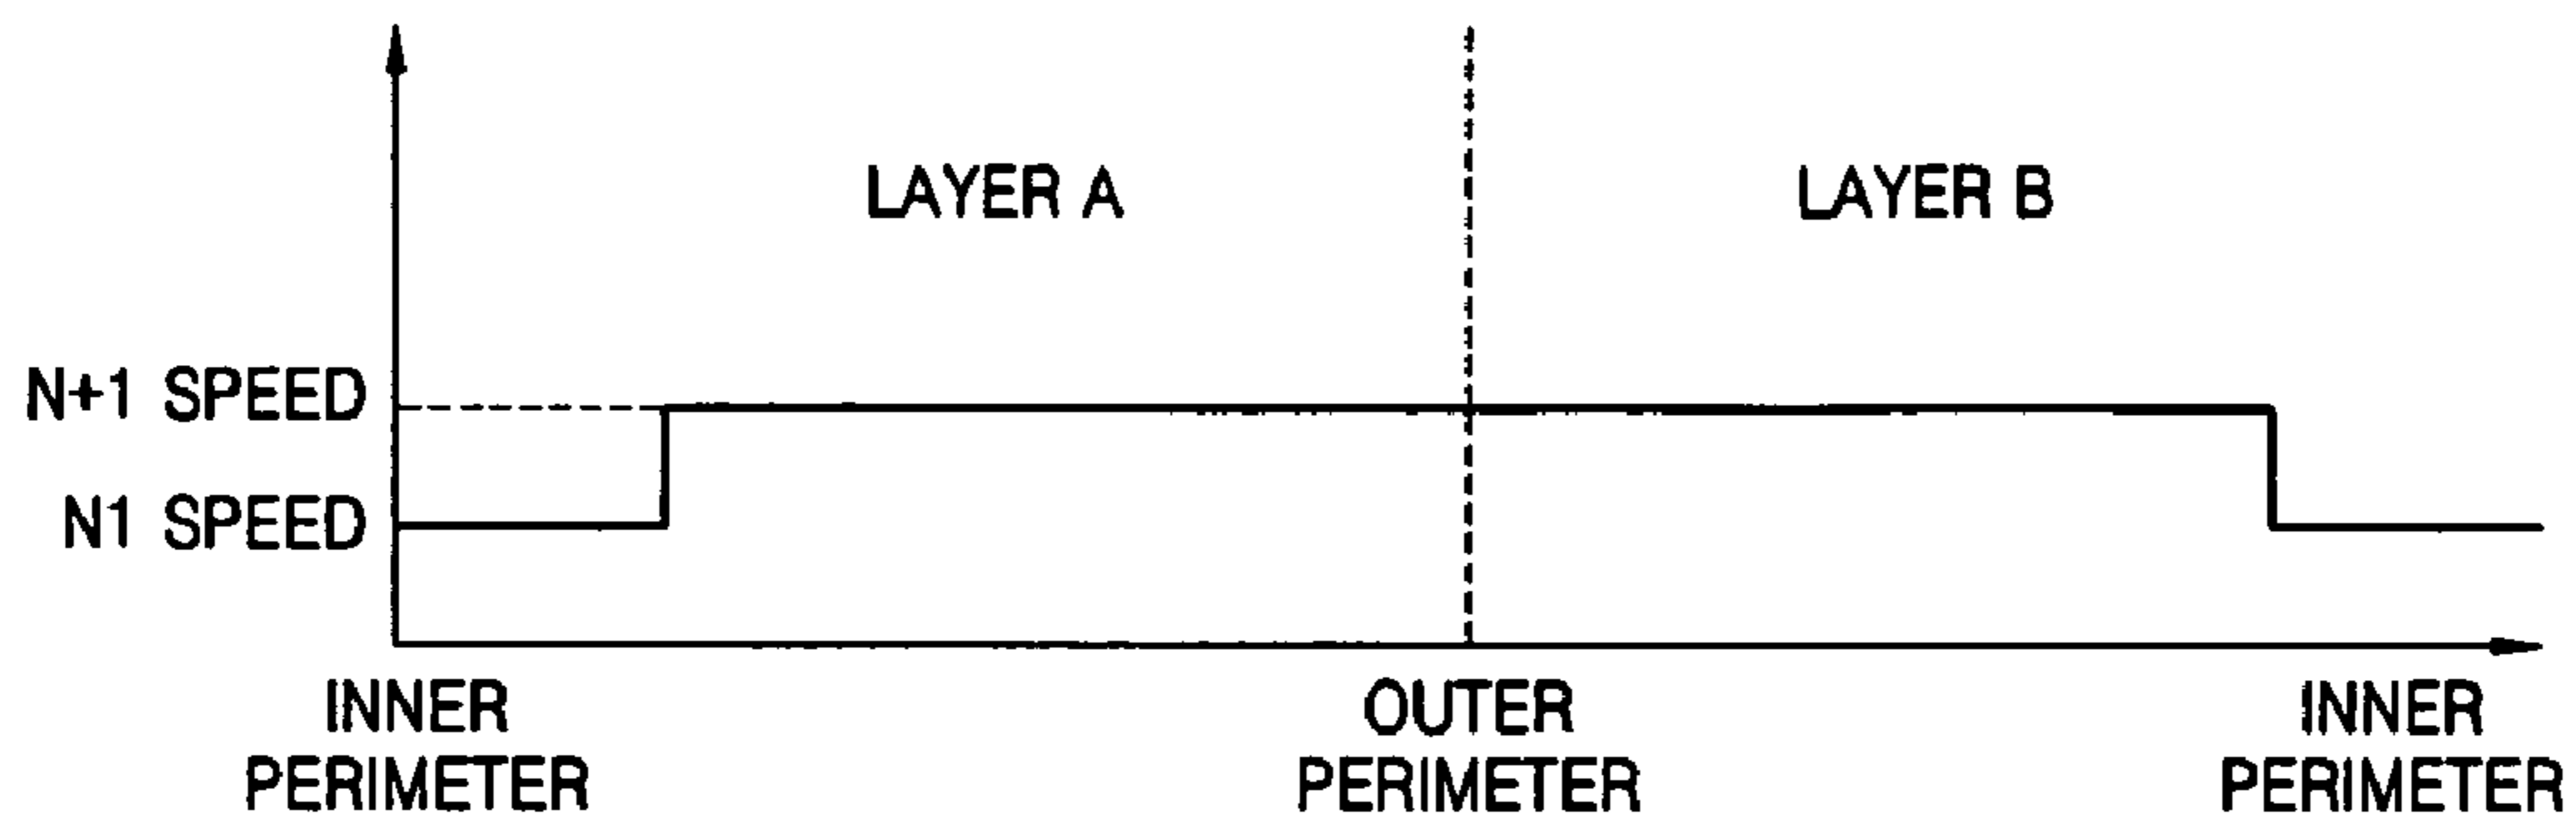 LAYER A
LAYER B
N+1 SPEED
N1 SPEED
INNER
PERIMETER
OUTER
PERIMETER
INNER
PERIMETER